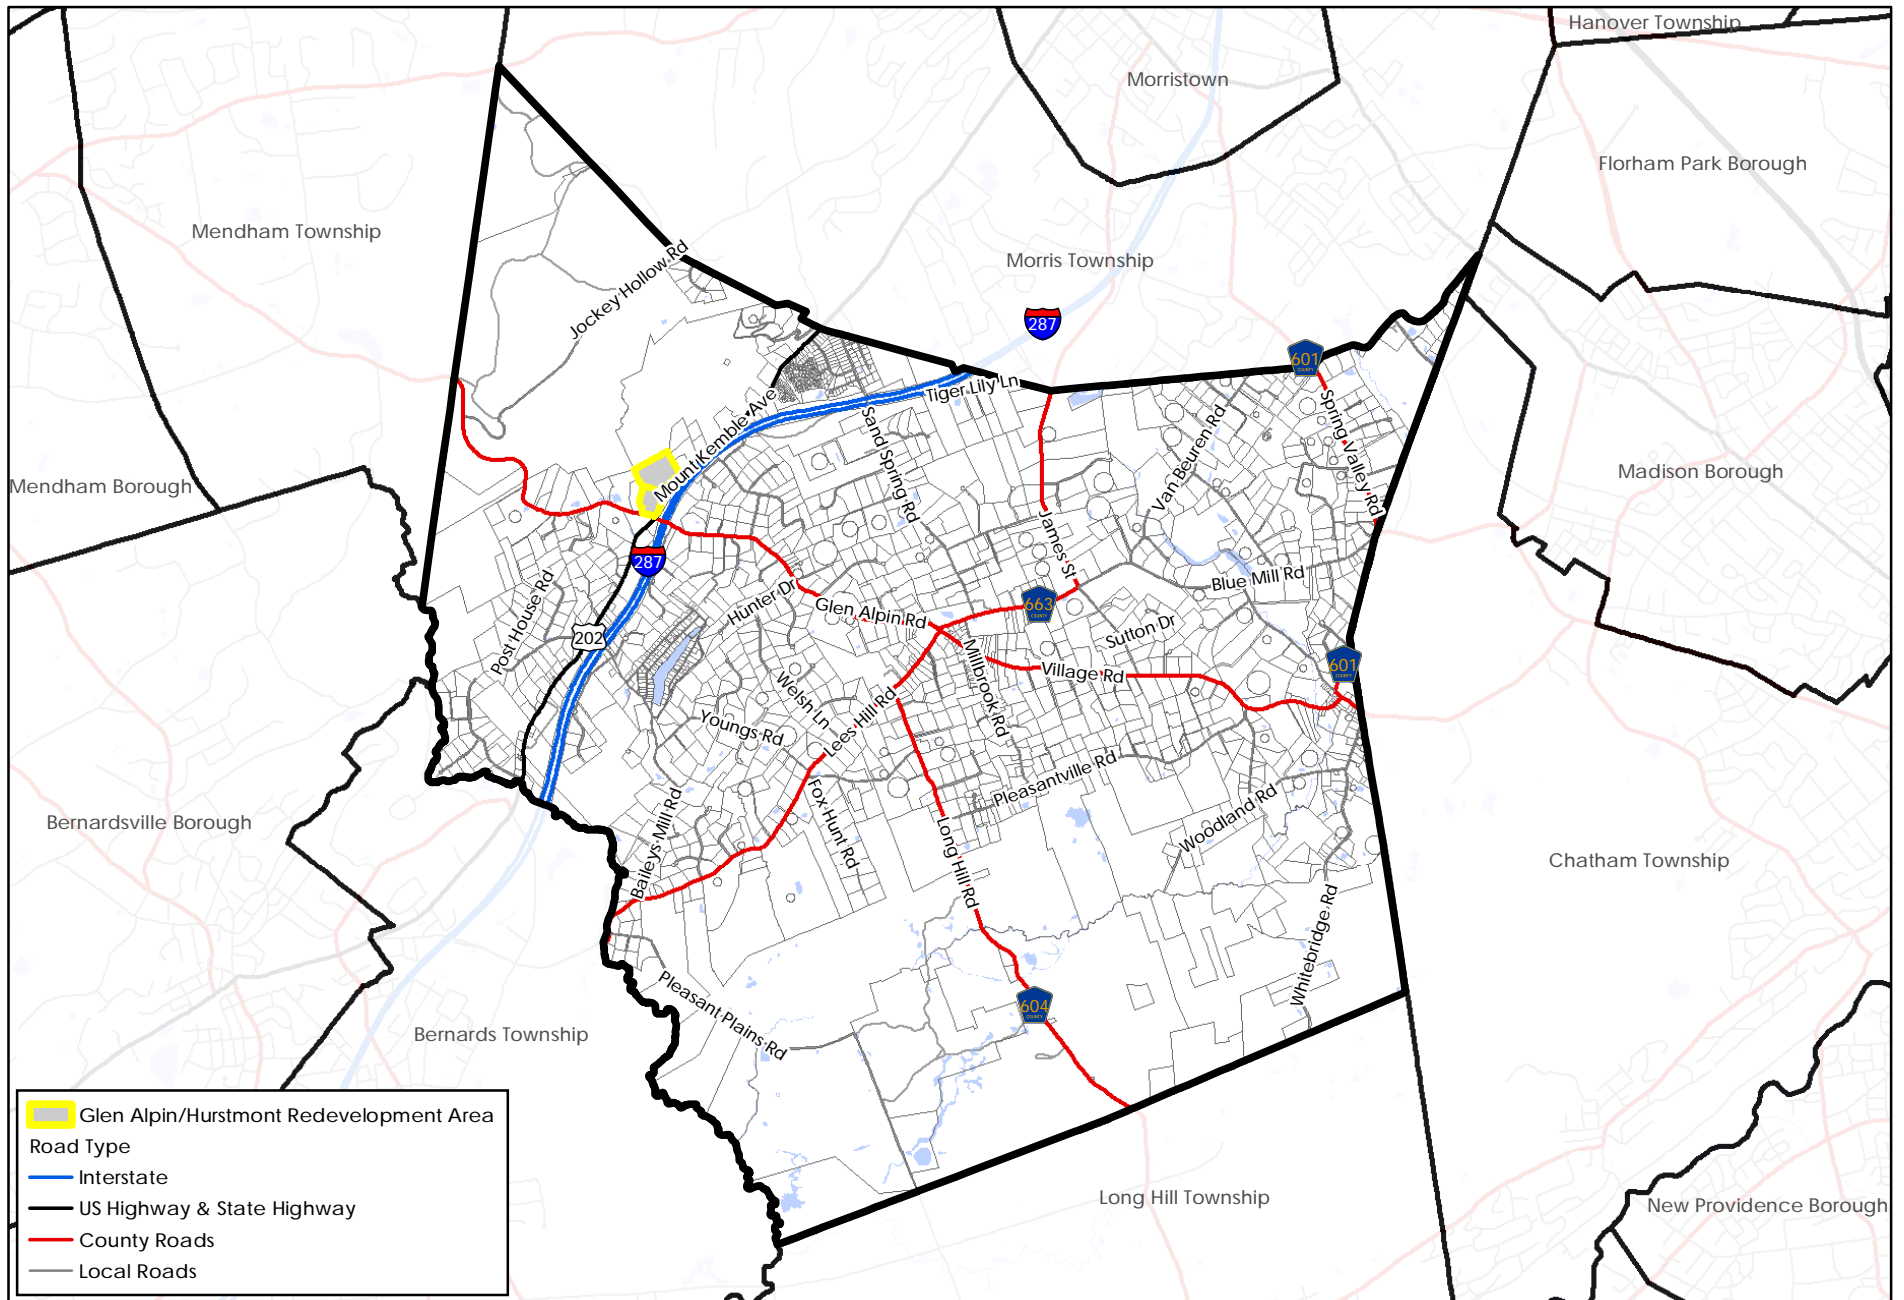 Hanover Township
Morristown
Florham Park Borough
Mendham Township
Morris Township
Jockey Hollow Rd
287
601
COUNTY
Tiger Lily Ln
Mount Kemble Ave
Sand Spring Rd
Van Beuren Rd
Spring Valley Rd
Mendham Borough
Madison Borough
James St
287
Blue Mill Rd
Post House Rd
Hunter Dr
Glen Alpin Rd
663
COUNTY
Sutton Dr
202
Millbrook Rd
Village Rd
601
COUNTY
Welsh Ln
Lees Hill Rd
Youngs Rd
Pleasantville Rd
Bernardsville Borough
Baileys Mill Rd
Fox Hunt Rd
Long Hill Rd
Woodland Rd
Chatham Township
Whitebridge Rd
604
COUNTY
Pleasant Plains Rd
Bernards Township
Long Hill Township
New Providence Borough
Glen Alpin/Hurstmont Redevelopment Area
Road Type
Interstate
US Highway & State Highway
County Roads
Local Roads